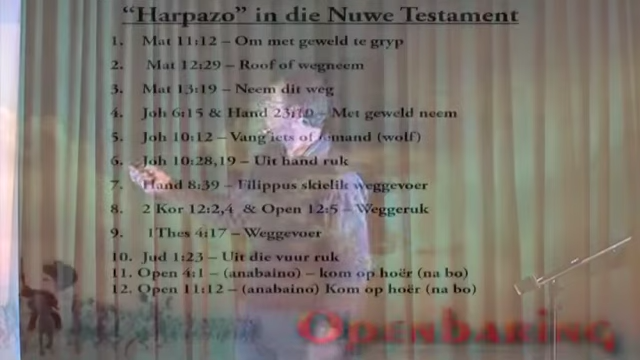 “Harpazo” in die Nuwe Testament
1. Mat 11:12 – Om met geweld te gryp
2. Mat 12:29 – Roof of wegneem
3. Mat 13:19 – Neem dit weg
4. Joh 6:15 & Hand 23:10 – Met geweld neem
5. Joh 10:12 – Vang iets of iemand (wolf)
6. Joh 10:28,19 – Uit hand ruk
7. Hand 8:39 – Filippus skielik weggevoer
8. 2 Kor 12:2,4 & Open 12:5 – Weggeruk
9. 1Thes 4:17 – Weggevoer
10. Jud 1:23 – Uit die vuur ruk
11. Open 4:1 – (anabaino) – kom op hoër (na bo)
12. Open 11:12 – (anabaino) Kom op hoër (na bo)
Openbaring